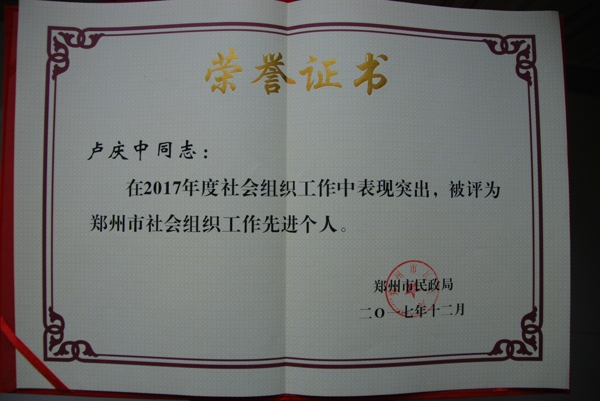 荣誉证书
卢庆中同志：
在2017年度社会组织工作中表现突出，被评为
郑州市社会组织工作先进个人。
郑州市民政局
二〇一七年十二月